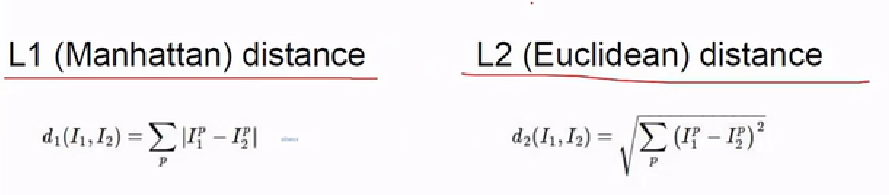 L1 (Manhattan) distance
L2 (Euclidean) distance
d₁(I₁, I₂) = ∑ₚ |I₁ᵖ − I₂ᵖ|
d₂(I₁, I₂) = √(∑ₚ (I₁ᵖ − I₂ᵖ)²)